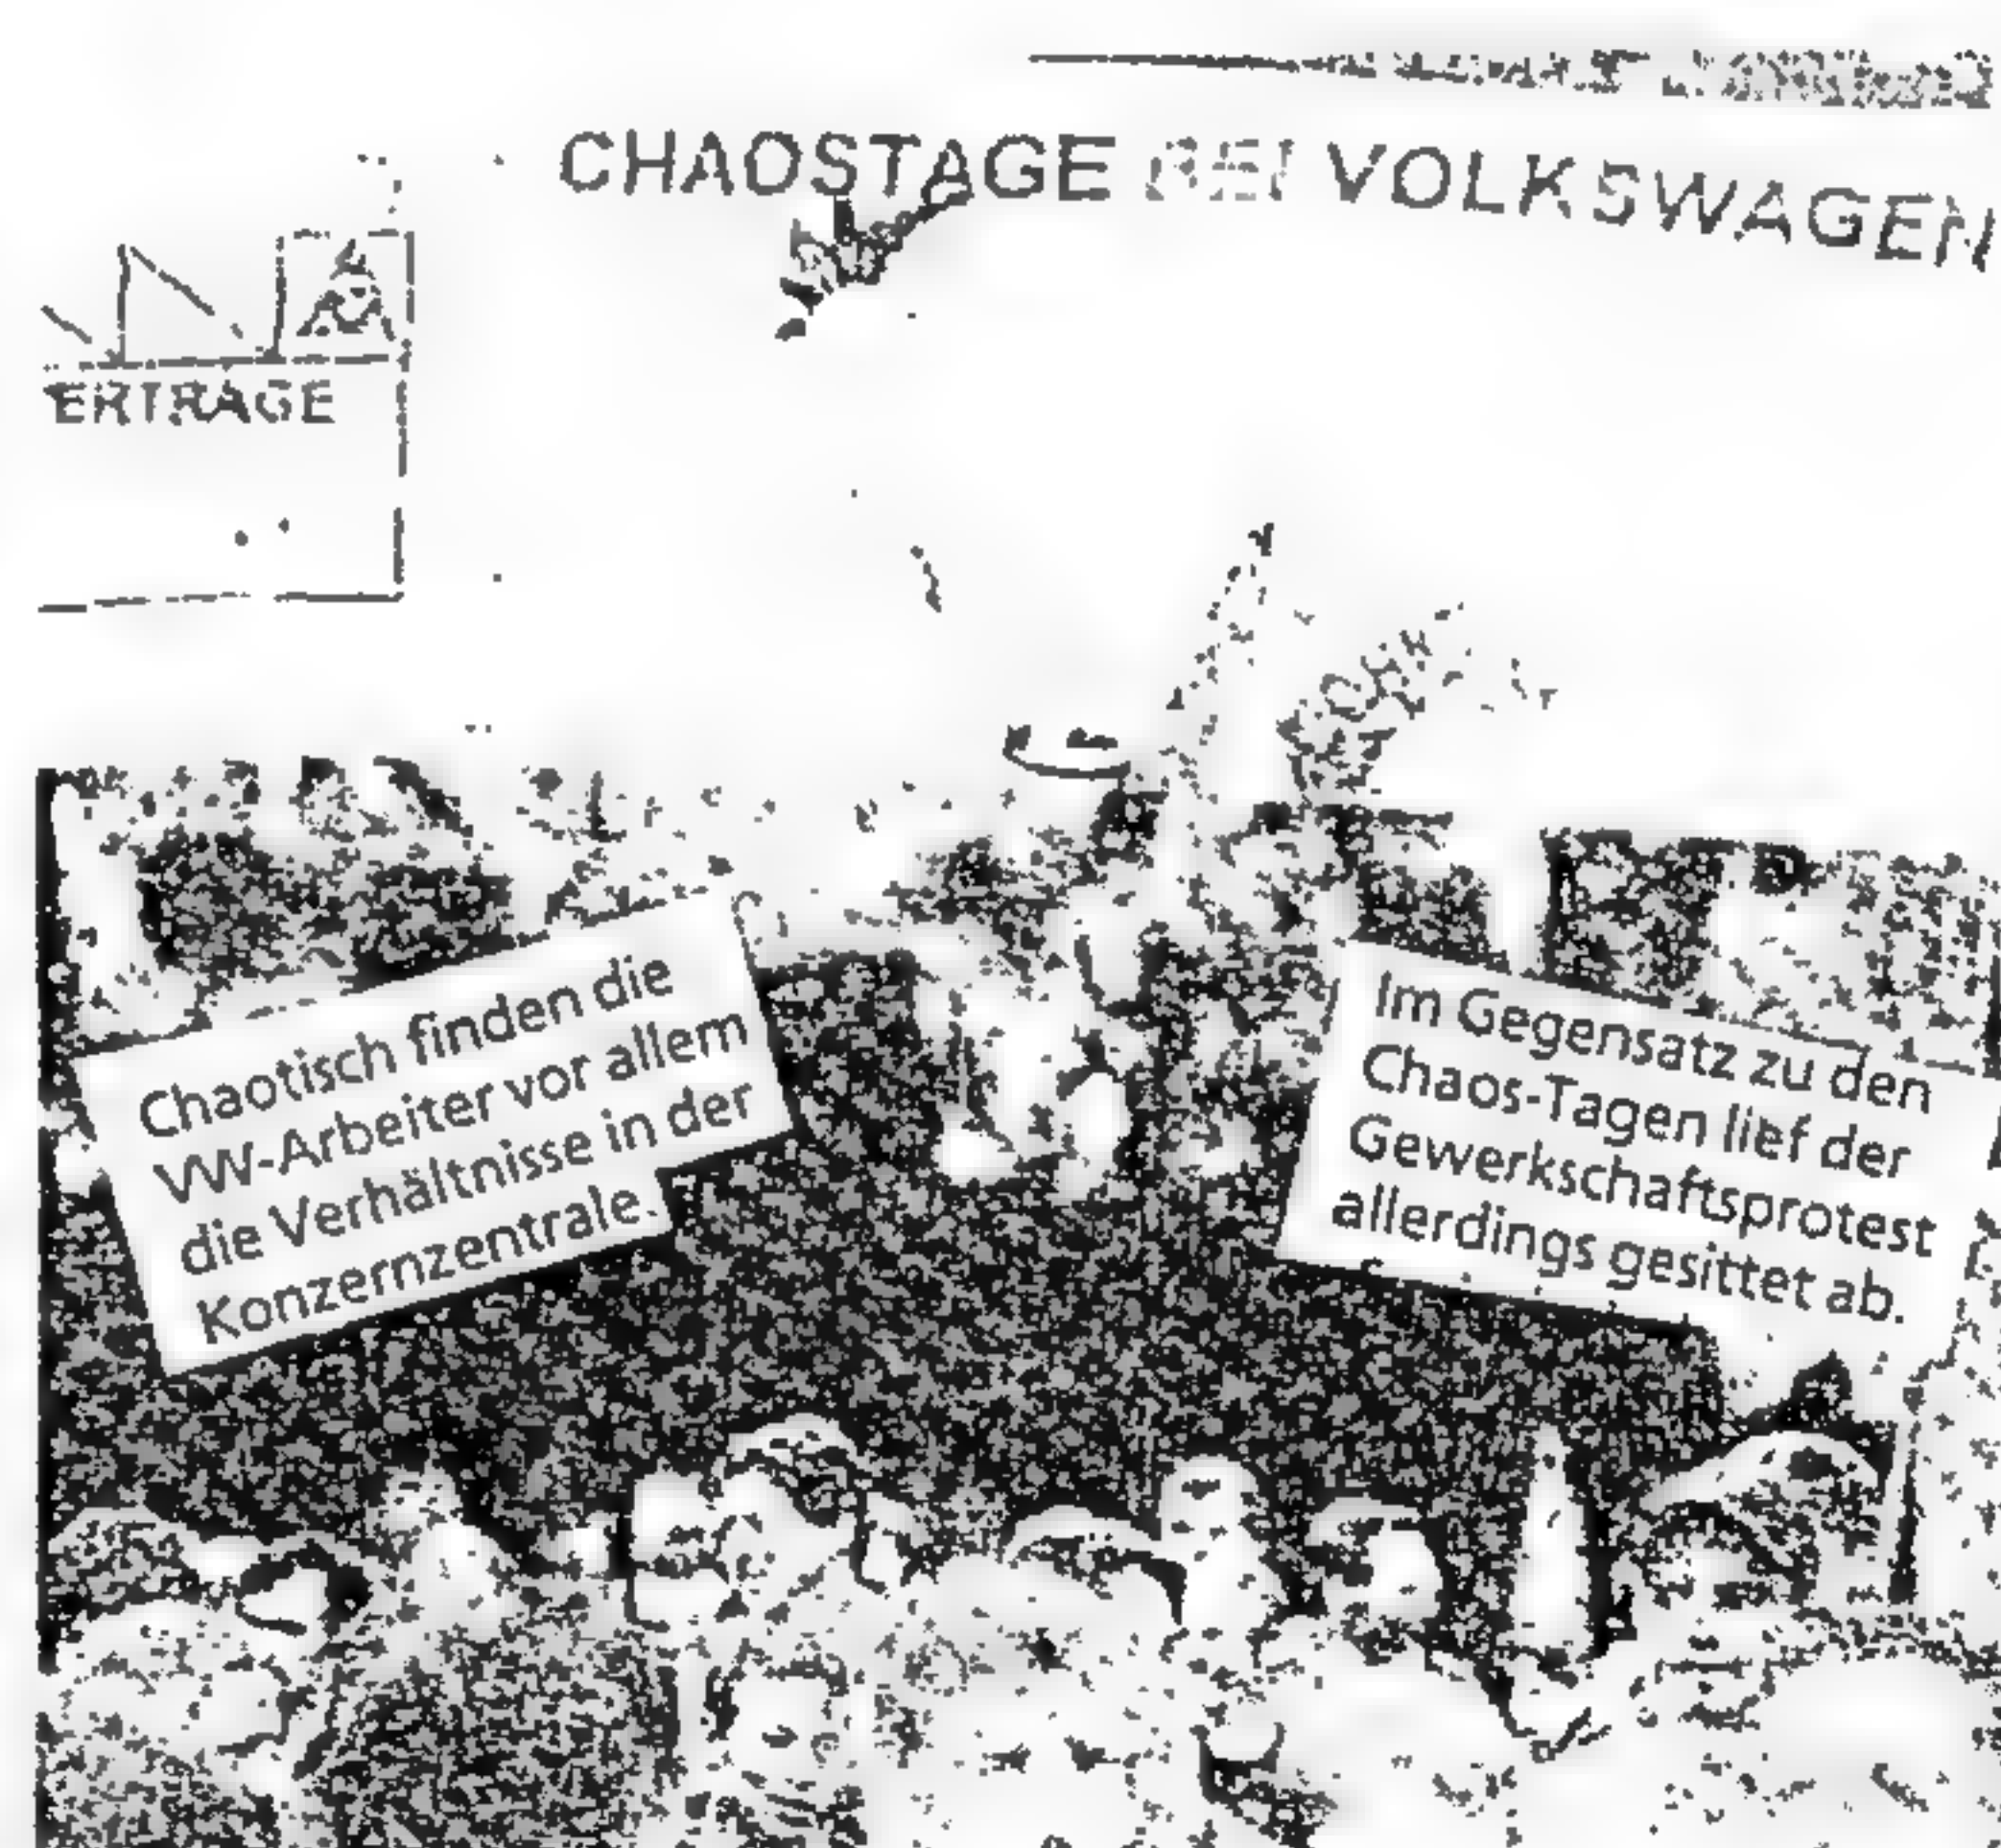 CHAOSTAGE BEI VOLKSWAGEN
ERTRAGE
Chaotisch finden die
VW-Arbeiter vor allem
die Verhältnisse in der
Konzernzentrale.
Im Gegensatz zu den
Chaos-Tagen lief der
Gewerkschaftsprotest
allerdings gesittet ab.